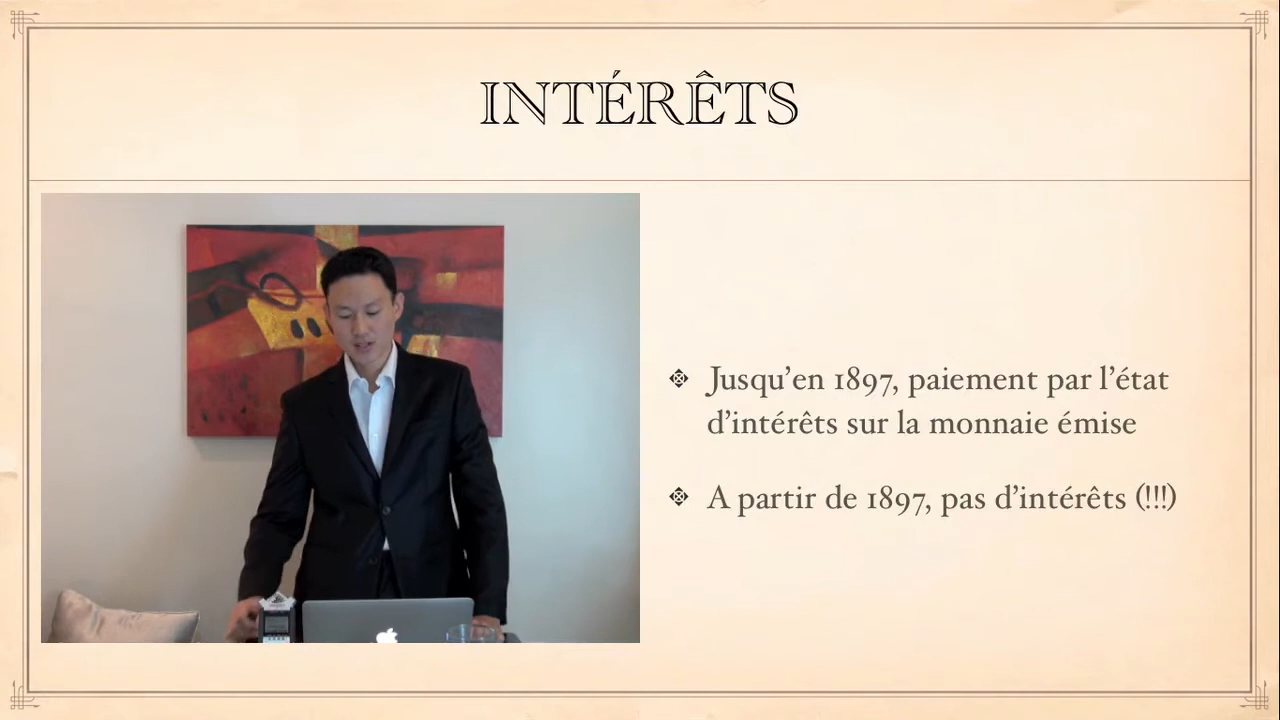 INTÉRÊTS
Jusqu’en 1897, paiement par l’état
d’intérêts sur la monnaie émise
A partir de 1897, pas d’intérêts (!!!)